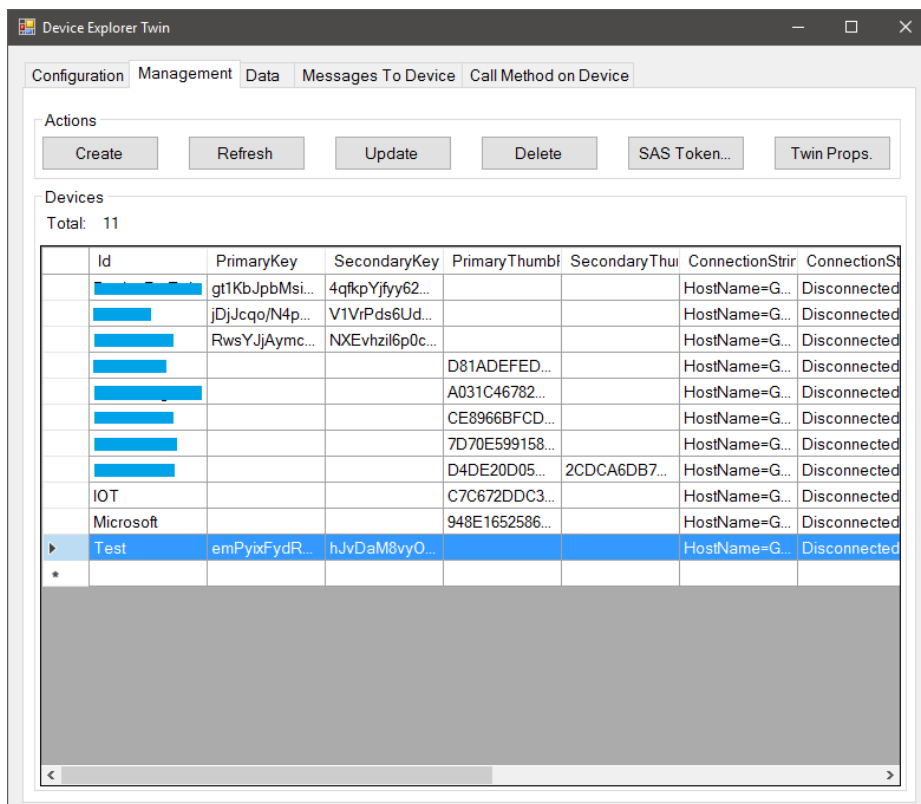 Device Explorer Twin
Configuration Management Data Messages To Device Call Method on Device
Actions
Create Refresh Update Delete SAS Token... Twin Props.
Devices
Total: 11
Id PrimaryKey SecondaryKey PrimaryThumbl SecondaryThui ConnectionStrir ConnectionSt
gt1KbJpbMsi... 4qfkpYjfyy62... HostName=G... Disconnected
jDjJcqo/N4p... V1VrPds6Ud... HostName=G... Disconnected
RwsYJjAymc... NXEvhzil6p0c... HostName=G... Disconnected
D81ADEFED... HostName=G... Disconnected
A031C46782... HostName=G... Disconnected
CE8966BFCD... HostName=G... Disconnected
7D70E599158... HostName=G... Disconnected
D4DE20D05... 2CDCA6DB7... HostName=G... Disconnected
IOT C7C672DDC3... HostName=G... Disconnected
Microsoft 948E1652586... HostName=G... Disconnected
Test emPyixFydR... hJvDaM8vyO... HostName=G... Disconnected